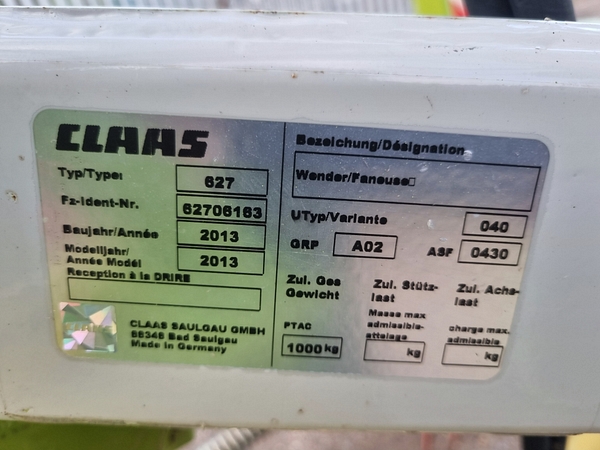 CLAAS
Typ/Type: 627
Fz-Ident-Nr. 62706163
Baujahr/Année 2013
Modelljahr/
Année Modèl 2013
Reception à la DRIRE
CLAAS SAULGAU GMBH
88348 Bad Saulgau
Made in Germany
Bezeichung/Désignation
Wender/Faneuse□
UTyp/Variante 040
GRP A02 ASF 0430
Zul. Ges
Gewicht
PTAC
1000 kg
Zul. Stütz-
last
Masse max
admissible-
attelage
kg
Zul. Achs-
last
charge max.
admissible
kg